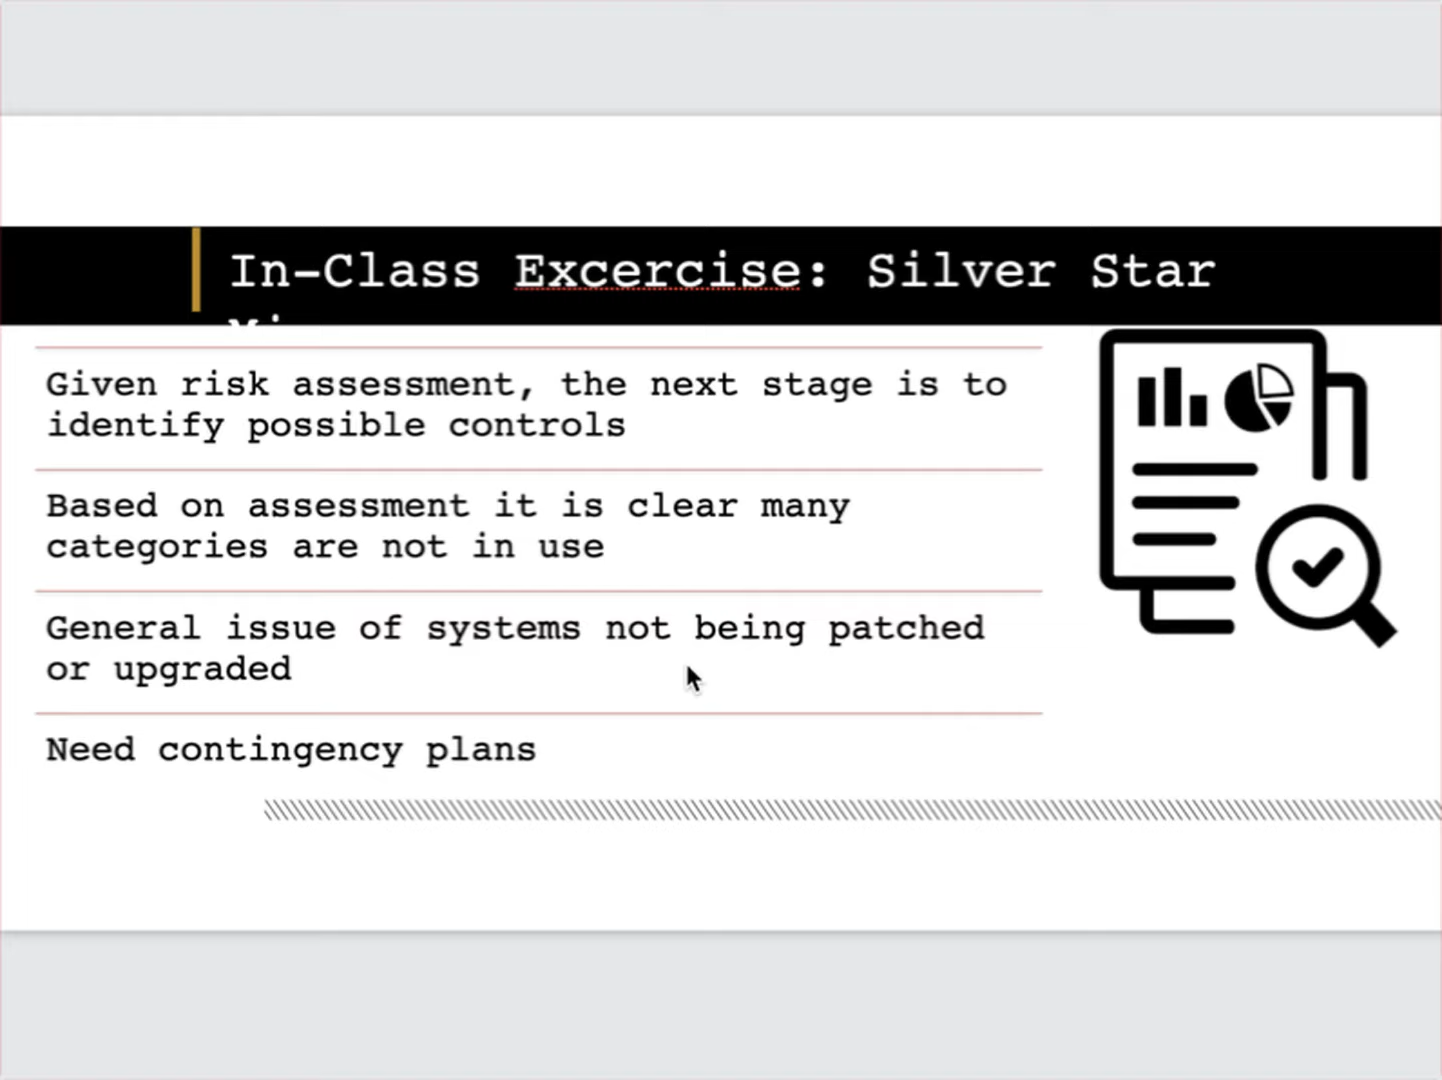 In-Class Excercise: Silver Star
Given risk assessment, the next stage is to
identify possible controls
Based on assessment it is clear many
categories are not in use
General issue of systems not being patched
or upgraded
Need contingency plans